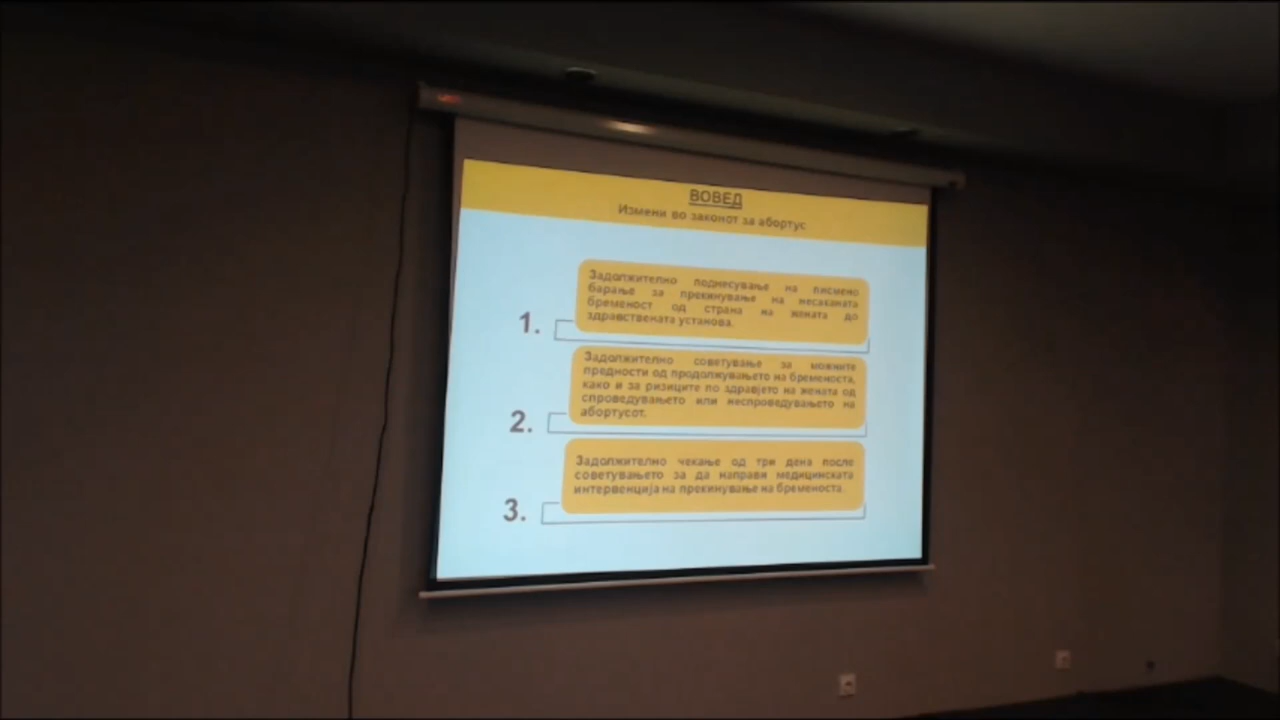 ВОВЕД
Измени во законот за абортус
1.
Задолжително поднесување на писмено
барање за прекинување на несаканата
бременост од страна на жената до
здравствената установа.
2.
Задолжително советување за можните
предности од продолжувањето на бременоста,
како и за ризиците по здравјето на жената од
спроведувањето или неспроведувањето на
абортусот.
3.
Задолжително чекање од три дена после
советувањето за да направи медицинската
интервенција на прекинување на бременоста.